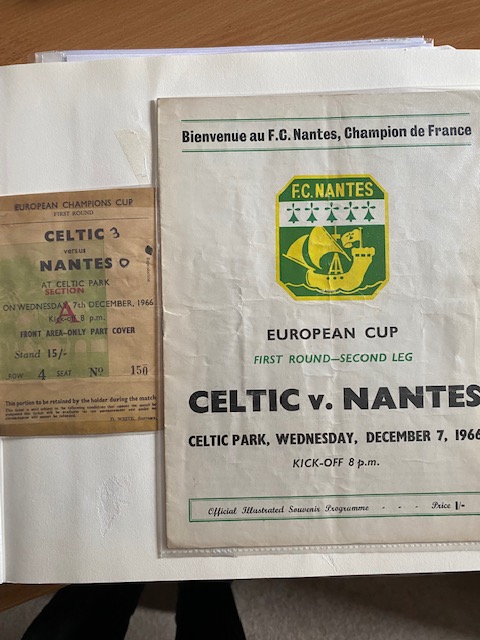 EUROPEAN CHAMPIONS CUP
FIRST ROUND
CELTIC 3
versus
NANTES 0
AT CELTIC PARK
SECTION
A
ON WEDNESDAY, 7th DECEMBER, 1966
Kick-off 8 p.m.
FRONT AREA-ONLY PART COVER
Stand 15/-
ROW 4 SEAT No 150
This portion to be retained by the holder during the match
Bienvenue au F.C. Nantes, Champion de France
F.C. NANTES
EUROPEAN CUP
FIRST ROUND—SECOND LEG
CELTIC v. NANTES
CELTIC PARK, WEDNESDAY, DECEMBER 7, 1966
KICK-OFF 8 p.m.
Official Illustrated Souvenir Programme - - - Price 1/-